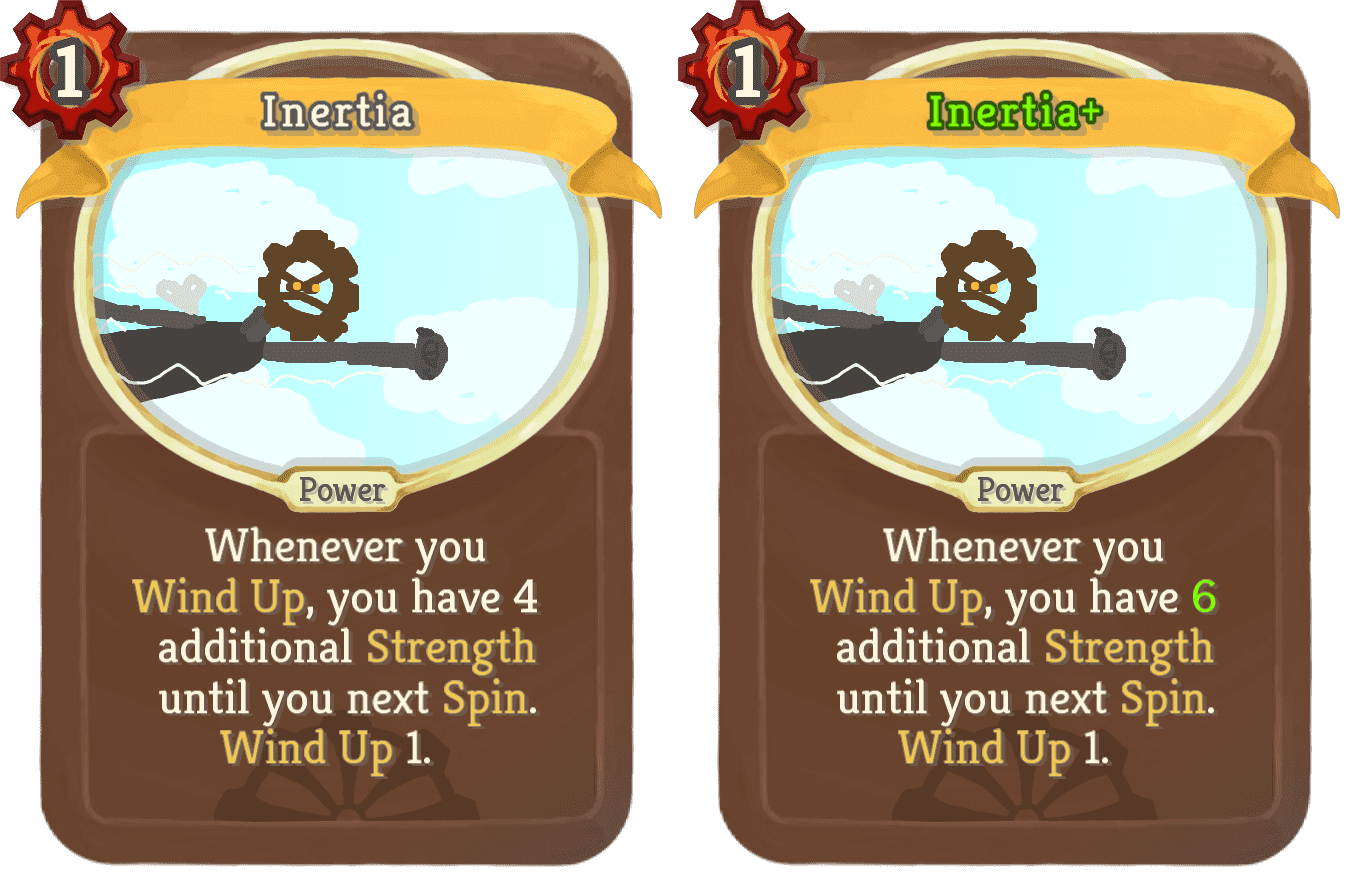 1
Inertia
Power
Whenever you
Wind Up, you have 4
additional Strength
until you next Spin.
Wind Up 1.
1
Inertia+
Power
Whenever you
Wind Up, you have 6
additional Strength
until you next Spin.
Wind Up 1.